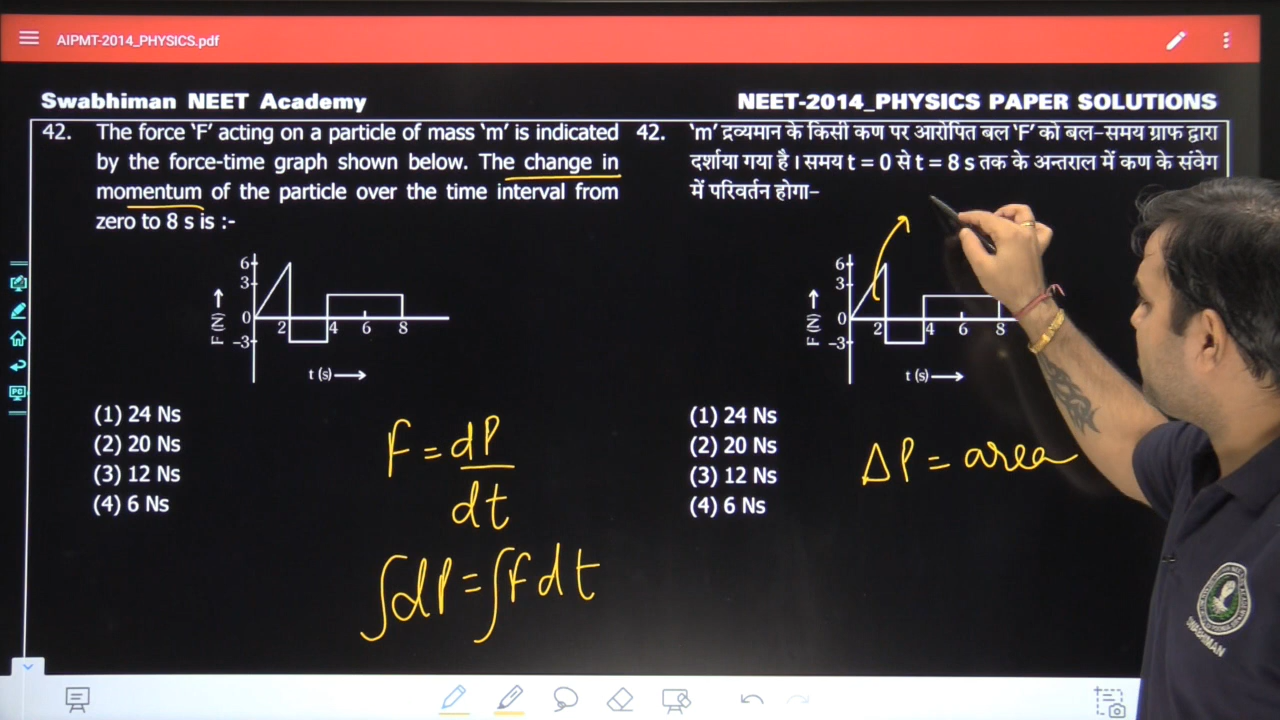 AIPMT-2014_PHYSICS.pdf
Swabhiman NEET Academy
NEET-2014_PHYSICS PAPER SOLUTIONS
42. The force 'F' acting on a particle of mass 'm' is indicated
by the force-time graph shown below. The change in
momentum of the particle over the time interval from
zero to 8 s is :-
6
3
0
-3
F (N)
2 4 6 8
t (s)
(1) 24 Ns
(2) 20 Ns
(3) 12 Ns
(4) 6 Ns
F = dP
dt
∫dP = ∫F dt
42. 'm' द्रव्यमान के किसी कण पर आरोपित बल 'F' को बल-समय ग्राफ द्वारा
दर्शाया गया है। समय t = 0 से t = 8 s तक के अन्तराल में कण के संवेग
में परिवर्तन होगा-
6
3
0
-3
F (N)
2 4 6 8
t (s)
(1) 24 Ns
(2) 20 Ns
(3) 12 Ns
(4) 6 Ns
ΔP = area
SWABHIMAN